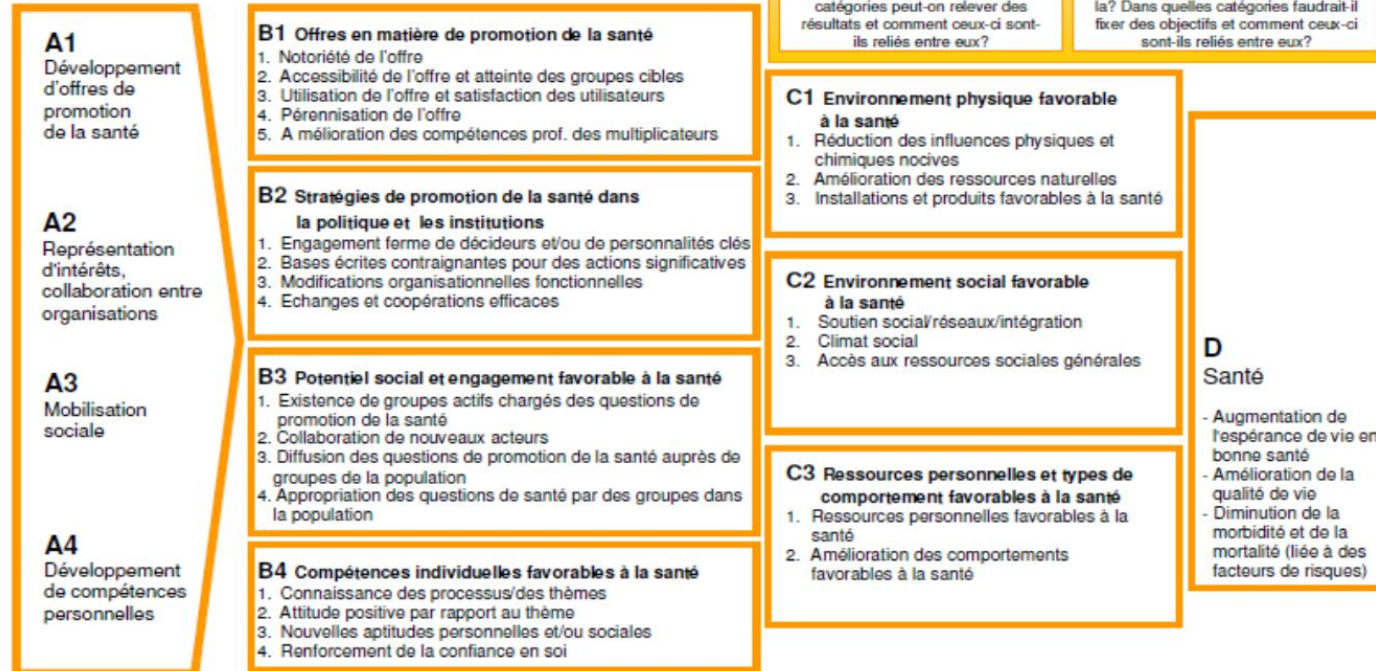 catégories peut-on relever des
résultats et comment ceux-ci sont-
ils reliés entre eux?
la? Dans quelles catégories faudrait-il
fixer des objectifs et comment ceux-ci
sont-ils reliés entre eux?
A1
Développement
d'offres de
promotion
de la santé
A2
Représentation
d'intérêts,
collaboration entre
organisations
A3
Mobilisation
sociale
A4
Développement
de compétences
personnelles
B1 Offres en matière de promotion de la santé
1. Notoriété de l'offre
2. Accessibilité de l'offre et atteinte des groupes cibles
3. Utilisation de l'offre et satisfaction des utilisateurs
4. Pérennisation de l'offre
5. A mélioration des compétences prof. des multiplicateurs
B2 Stratégies de promotion de la santé dans
la politique et les institutions
1. Engagement ferme de décideurs et/ou de personnalités clés
2. Bases écrites contraignantes pour des actions significatives
3. Modifications organisationnelles fonctionnelles
4. Echanges et coopérations efficaces
B3 Potentiel social et engagement favorable à la santé
1. Existence de groupes actifs chargés des questions de
promotion de la santé
2. Collaboration de nouveaux acteurs
3. Diffusion des questions de promotion de la santé auprès de
groupes de la population
4. Appropriation des questions de santé par des groupes dans
la population
B4 Compétences individuelles favorables à la santé
1. Connaissance des processus/des thèmes
2. Attitude positive par rapport au thème
3. Nouvelles aptitudes personnelles et/ou sociales
4. Renforcement de la confiance en soi
C1 Environnement physique favorable
à la santé
1. Réduction des influences physiques et
chimiques nocives
2. Amélioration des ressources naturelles
3. Installations et produits favorables à la santé
C2 Environnement social favorable
à la santé
1. Soutien social/réseaux/intégration
2. Climat social
3. Accès aux ressources sociales générales
C3 Ressources personnelles et types de
comportement favorables à la santé
1. Ressources personnelles favorables à la
santé
2. Amélioration des comportements
favorables à la santé
D
Santé
- Augmentation de
l'espérance de vie en
bonne santé
- Amélioration de la
qualité de vie
- Diminution de la
morbidité et de la
mortalité (liée à des
facteurs de risques)